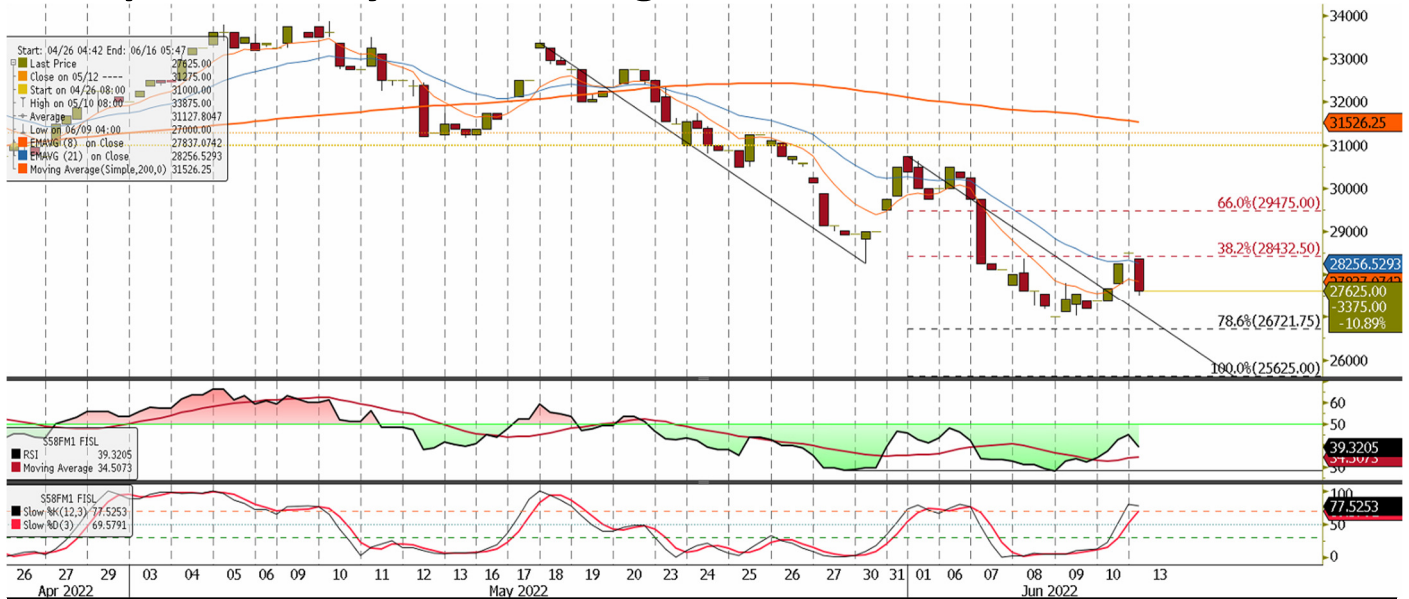 Start: 04/26 04:42 End: 06/16 05:47
Last Price 27625.00
Close on 05/12 ---- 31275.00
Start on 04/26 08:00 31000.00
High on 05/10 08:00 33875.00
Average 31127.8047
Low on 06/09 04:00 27000.00
EMAVG (8) on Close 27837.0742
EMAVG (21) on Close 28256.5293
Moving Average(Simple,200,0) 31526.25
34000
33000
32000
31526.25
31000
30000
66.0%(29475.00)
29000
38.2%(28432.50)
28256.5293
27837.0742
27625.00
-3375.00
-10.89%
78.6%(26721.75)
26000
100.0%(25625.00)
60
50
S58FM1 FISL
RSI 39.3205
Moving Average 34.5073
39.3205
34.5073
30
S58FM1 FISL
Slow %K(12,3) 77.5253
Slow %D(3) 69.5791
100
77.5253
50
0
26 27 29 03 04 05 06 09 10 11 12 13 16 17 18 19 20 23 24 25 26 27 30 31 01 06 07 08 09 10 13
Apr 2022 May 2022 Jun 2022